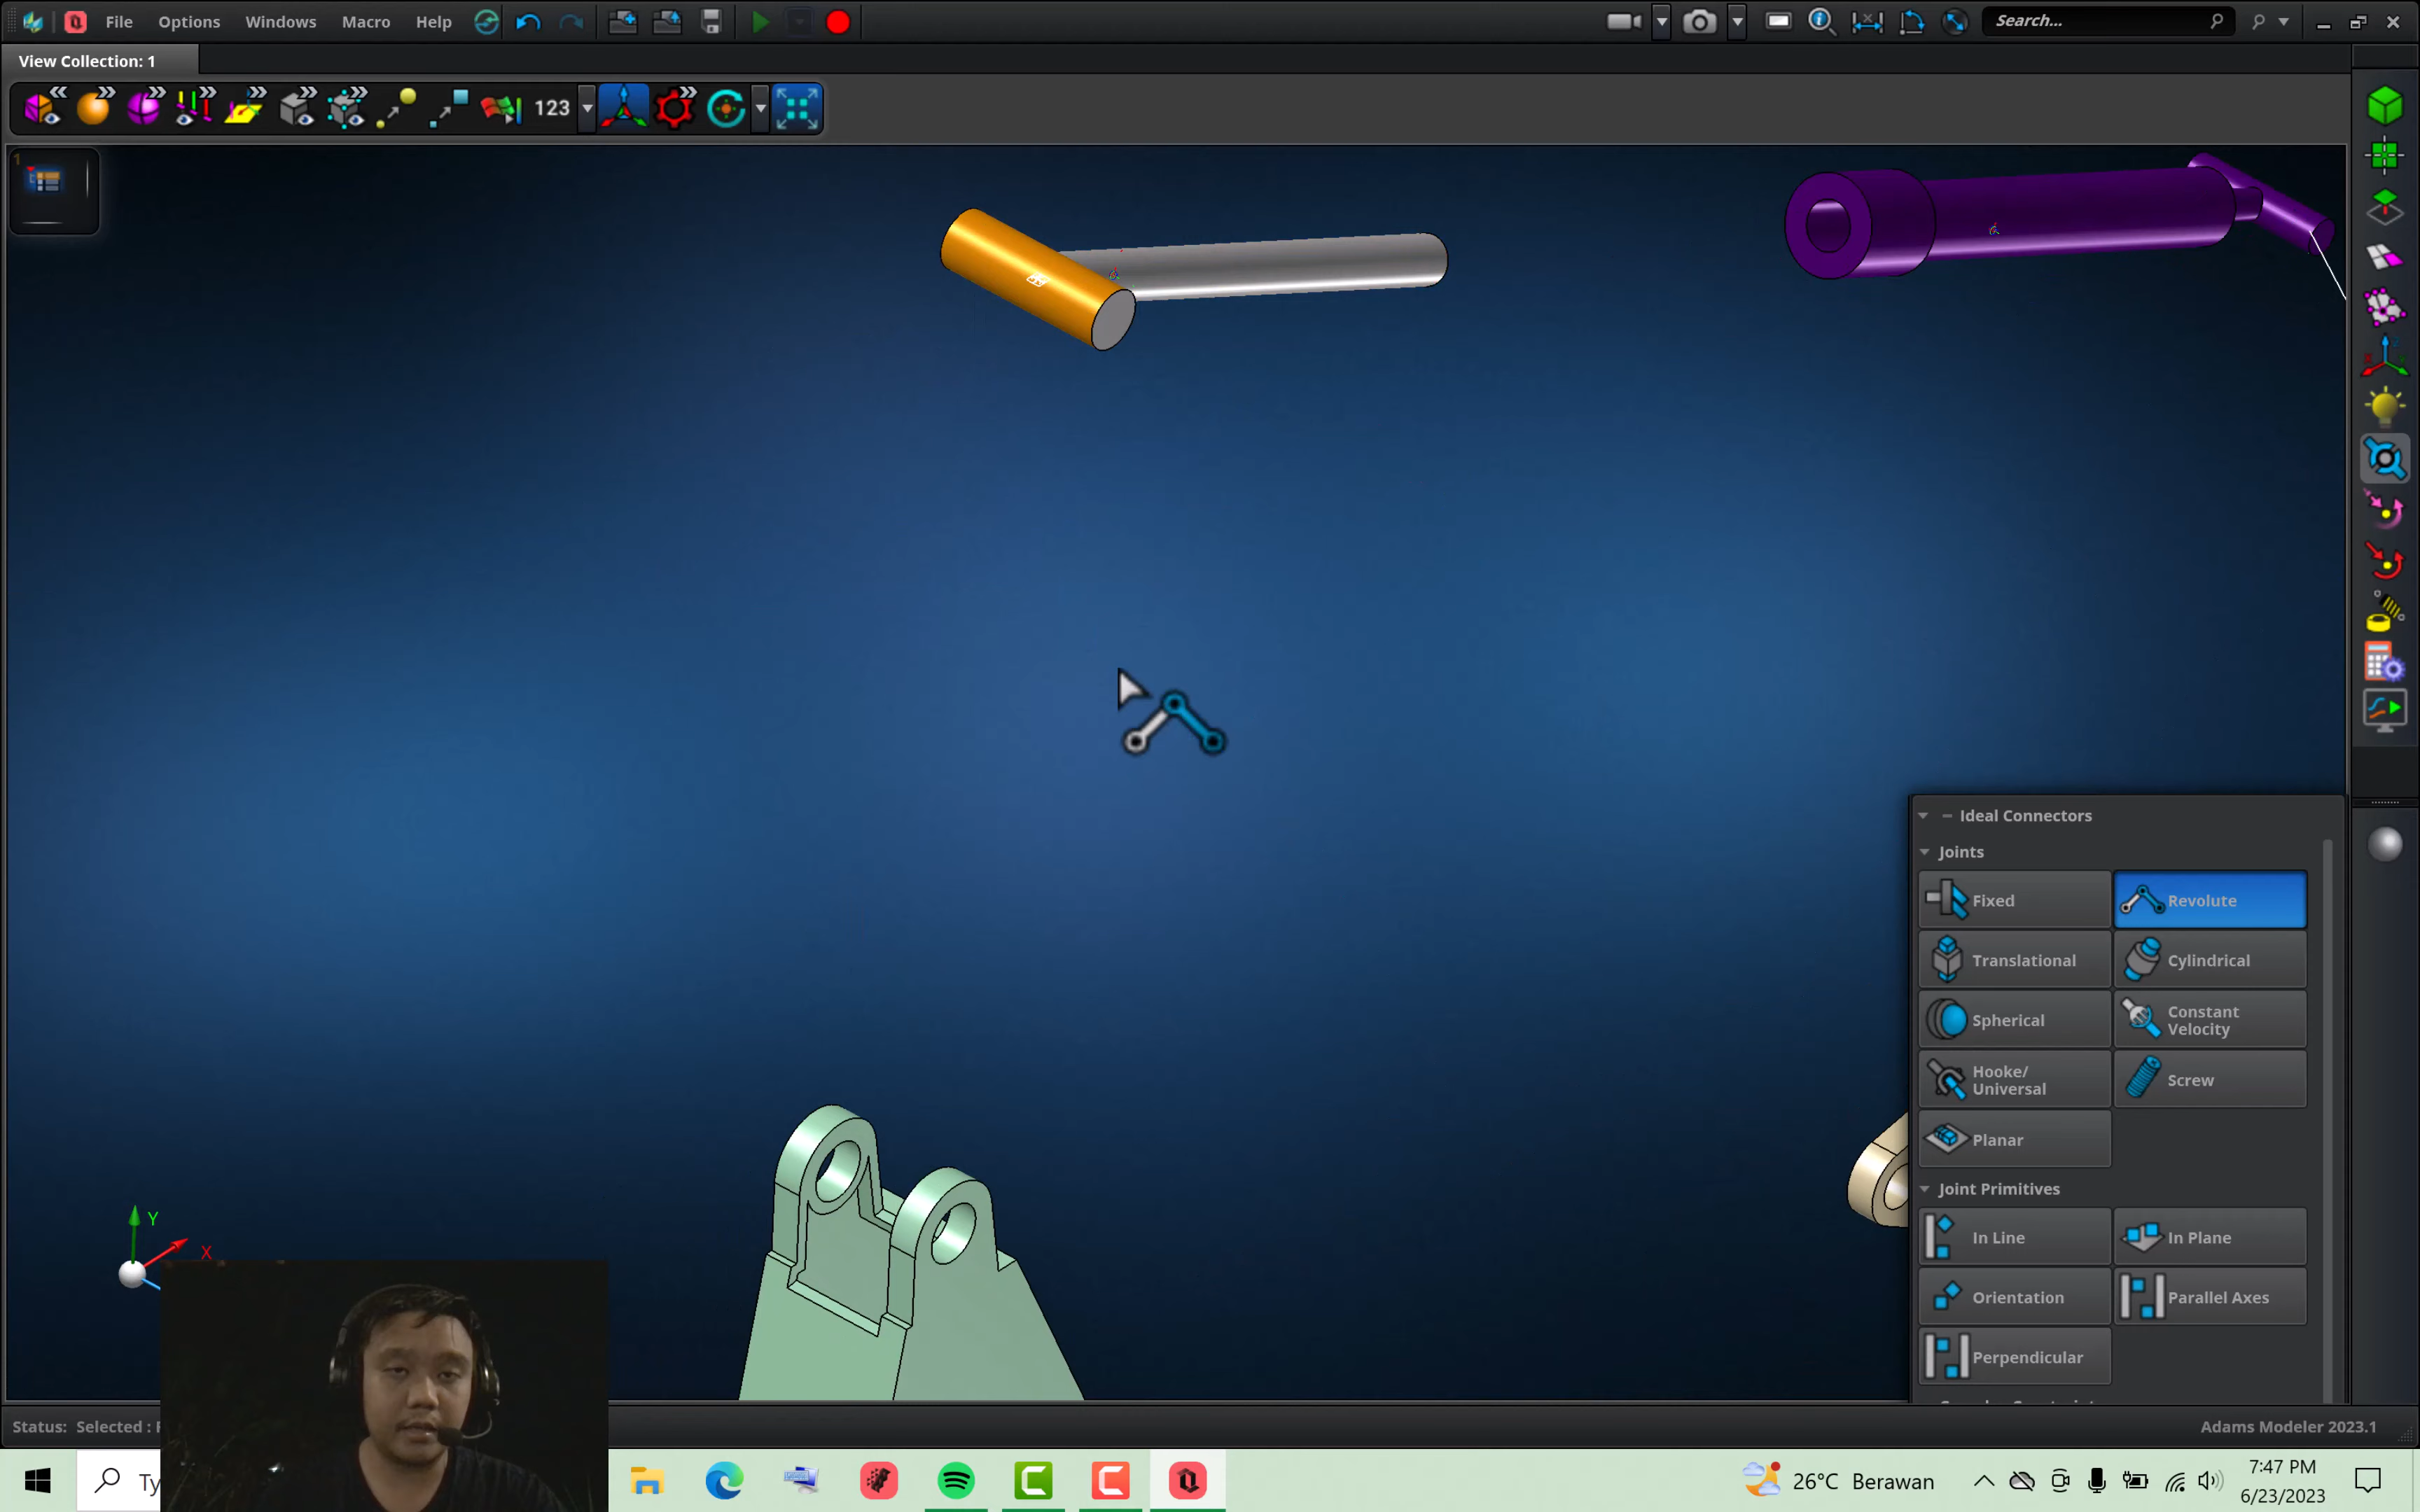 File Options Windows Macro Help
Search...
View Collection: 1
123
1
Ideal Connectors
Joints
Fixed
Revolute
Translational
Cylindrical
Spherical
Constant
Velocity
Hooke/
Universal
Screw
Planar
Joint Primitives
In Line
In Plane
Orientation
Parallel Axes
Perpendicular
Y
X
Status: Selected :
Adams Modeler 2023.1
26°C Berawan
7:47 PM
6/23/2023